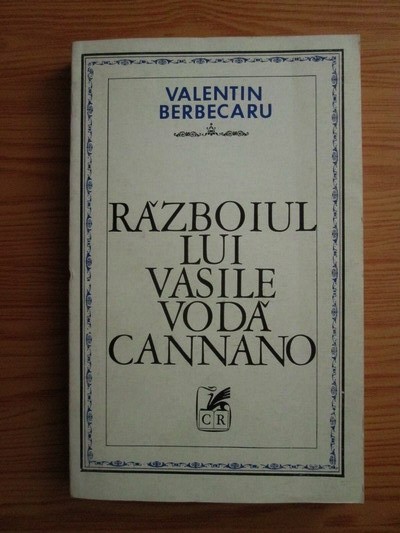 VALENTIN
BERBECARU
RĂZBOIUL
LUI
VASILE
VODĂ
CANNANO
CR